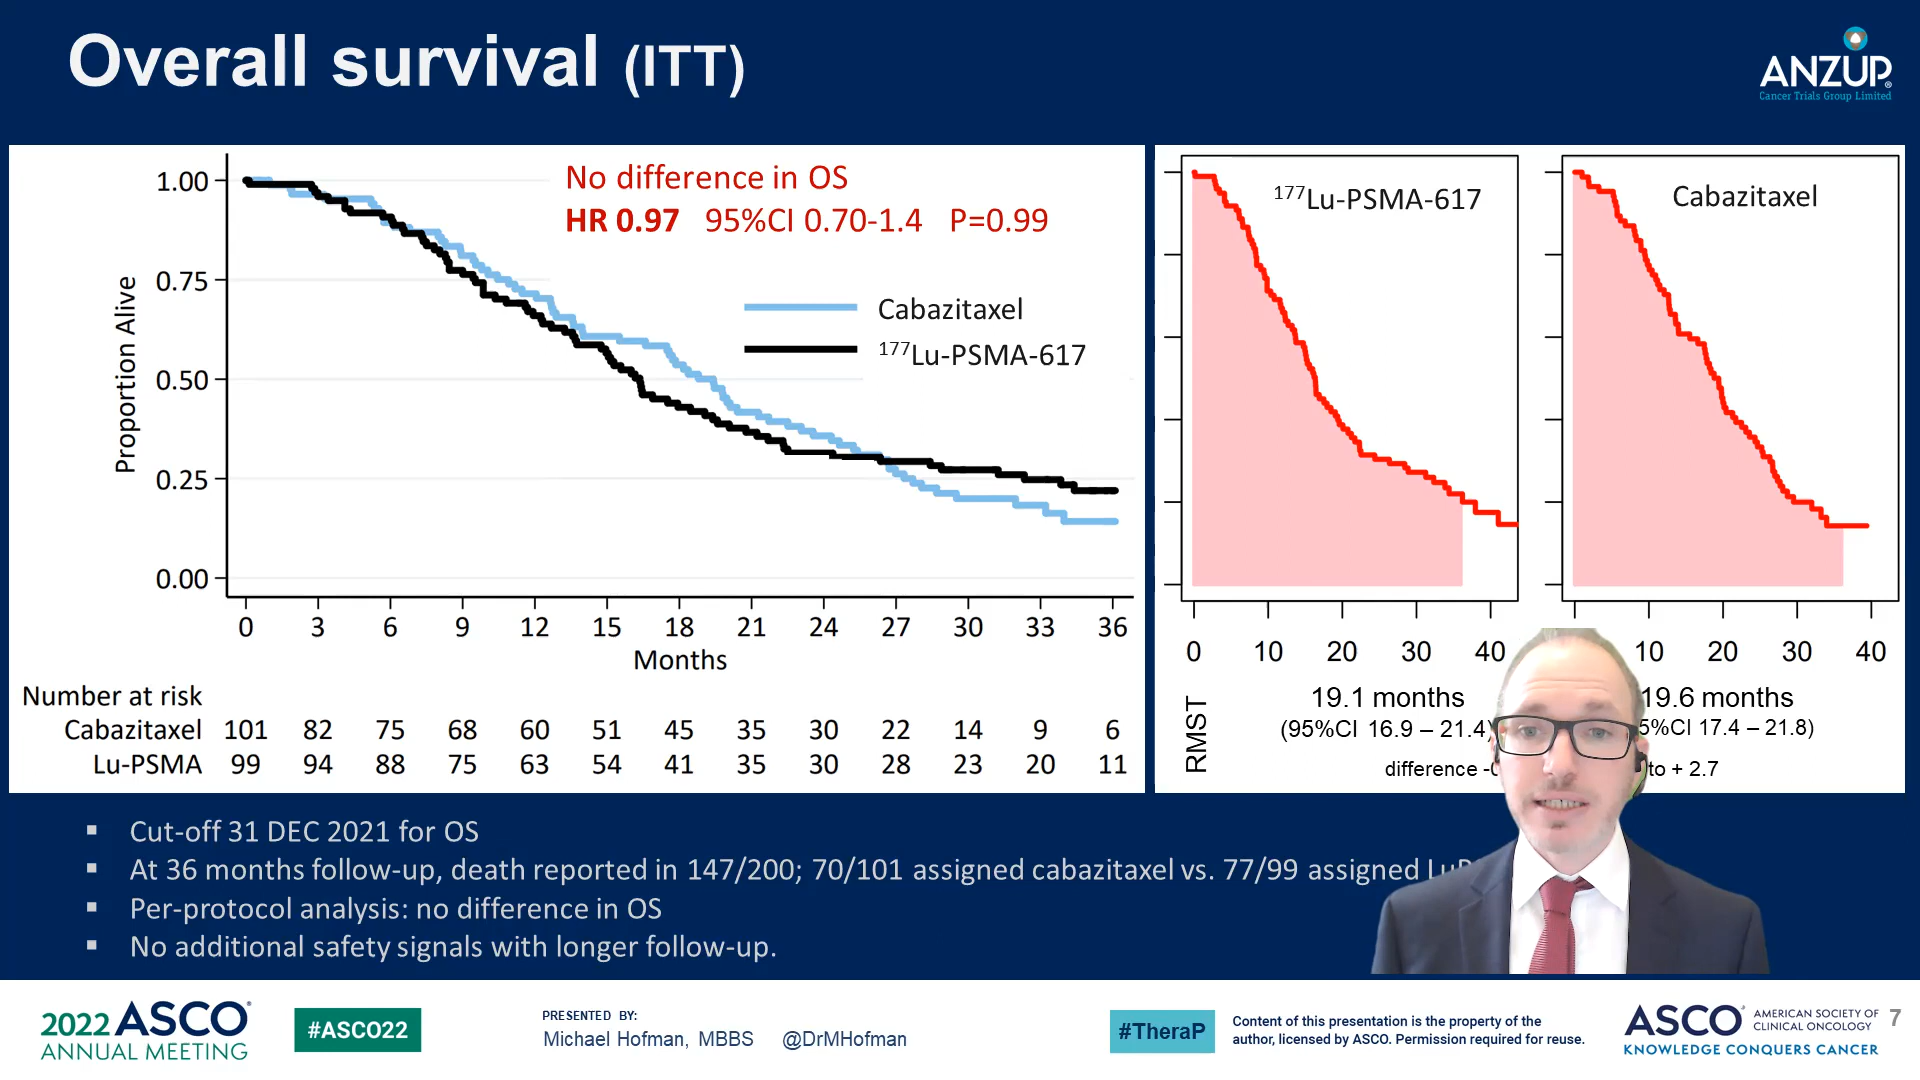 Overall survival (ITT)
ANZUP
Cancer Trials Group Limited
No difference in OS
HR 0.97 95%CI 0.70-1.4 P=0.99
Cabazitaxel
177Lu-PSMA-617
Proportion Alive
1.00
0.75
0.50
0.25
0.00
0 3 6 9 12 15 18 21 24 27 30 33 36
Months
Number at risk
Cabazitaxel 101 82 75 68 60 51 45 35 30 22 14 9 6
Lu-PSMA 99 94 88 75 63 54 41 35 30 28 23 20 11
177Lu-PSMA-617
Cabazitaxel
0 10 20 30 40
10 20 30 40
RMST
19.1 months
(95%CI 16.9 – 21.4)
19.6 months
5%CI 17.4 – 21.8)
difference to + 2.7
▪ Cut-off 31 DEC 2021 for OS
▪ At 36 months follow-up, death reported in 147/200; 70/101 assigned cabazitaxel vs. 77/99 assigned
▪ Per-protocol analysis: no difference in OS
▪ No additional safety signals with longer follow-up.
2022 ASCO
ANNUAL MEETING
#ASCO22
PRESENTED BY:
Michael Hofman, MBBS @DrMHofman
#TheraP
Content of this presentation is the property of the
author, licensed by ASCO. Permission required for reuse.
ASCO AMERICAN SOCIETY OF
CLINICAL ONCOLOGY
KNOWLEDGE CONQUERS CANCER
7